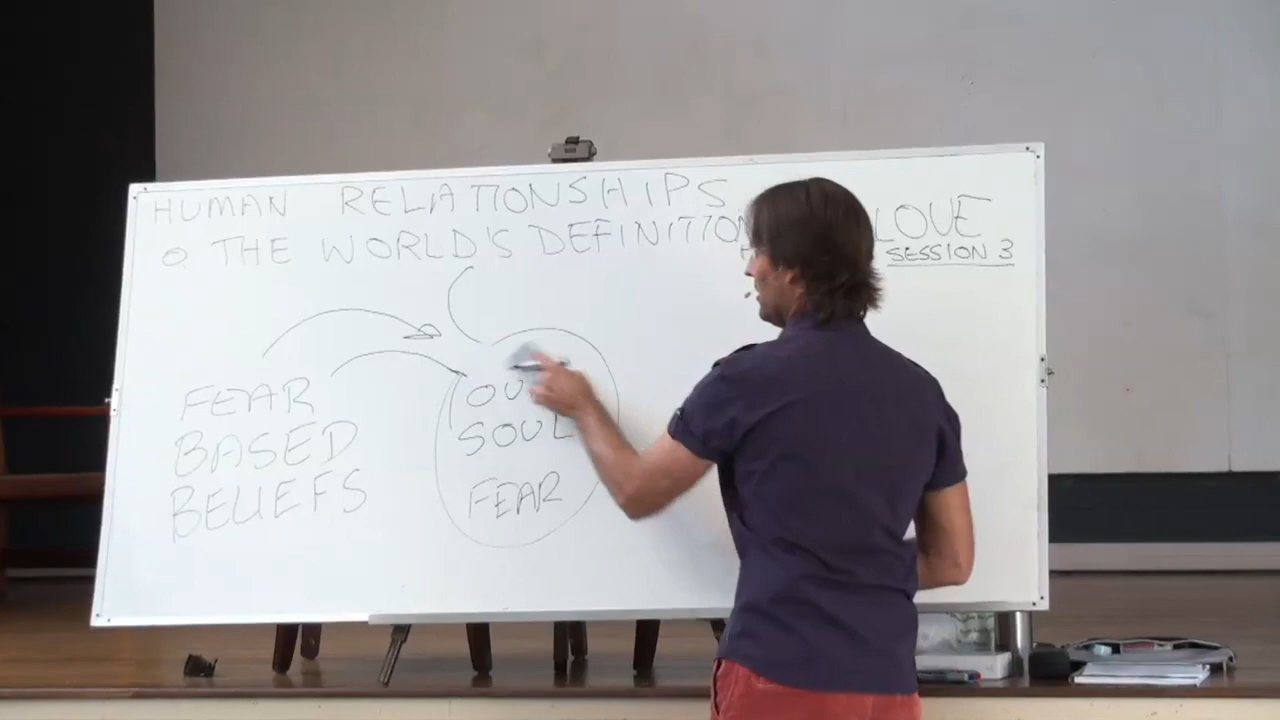 HUMAN RELATIONSHIPS
THE WORLD'S DEFINITION LOVE
SESSION 3
FEAR
BASED
BELIEFS
SOUL
FEAR